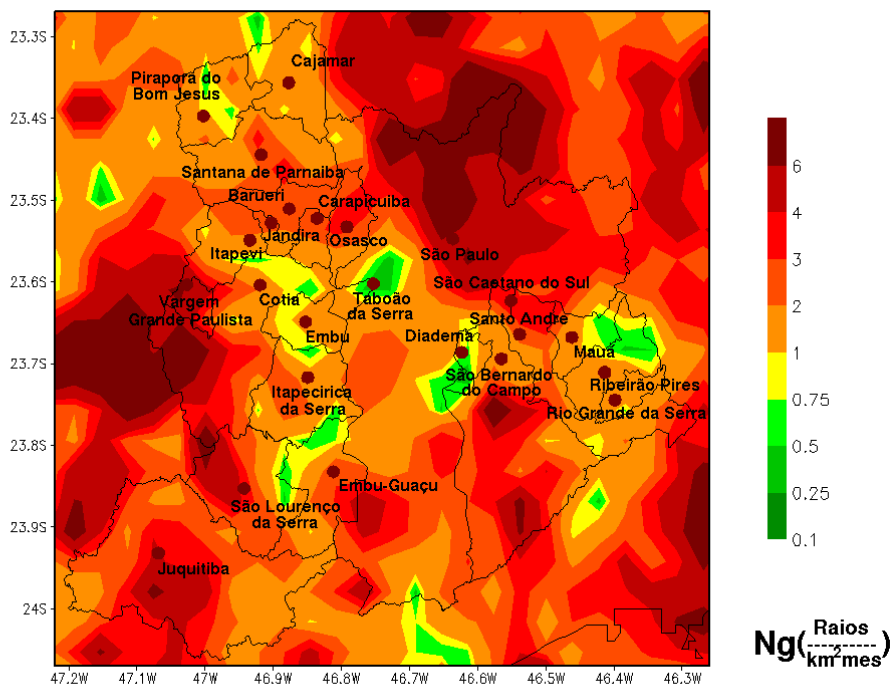 23.3S
23.4S
23.5S
23.6S
23.7S
23.8S
23.9S
24S
47.2W
47.1W
47W
46.9W
46.8W
46.7W
46.6W
46.5W
46.4W
46.3W
Cajamar
Pirapora do
Bom Jesus
Santana de Parnaiba
Barueri
Carapicuiba
Jandira
Osasco
Itapevi
São Paulo
São Caetano do Sul
Vargem
Grande Paulista
Cotia
Taboão
da Serra
Santo Andre
Embu
Diadema
Mauá
São Bernardo
do Campo
Ribeirão Pires
Rio Grande da Serra
Itapecirica
da Serra
Embu-Guaçu
São Lourenço
da Serra
Juquitiba
6
4
3
2
1
0.75
0.5
0.25
0.1
Ng(Raios
km²mes)